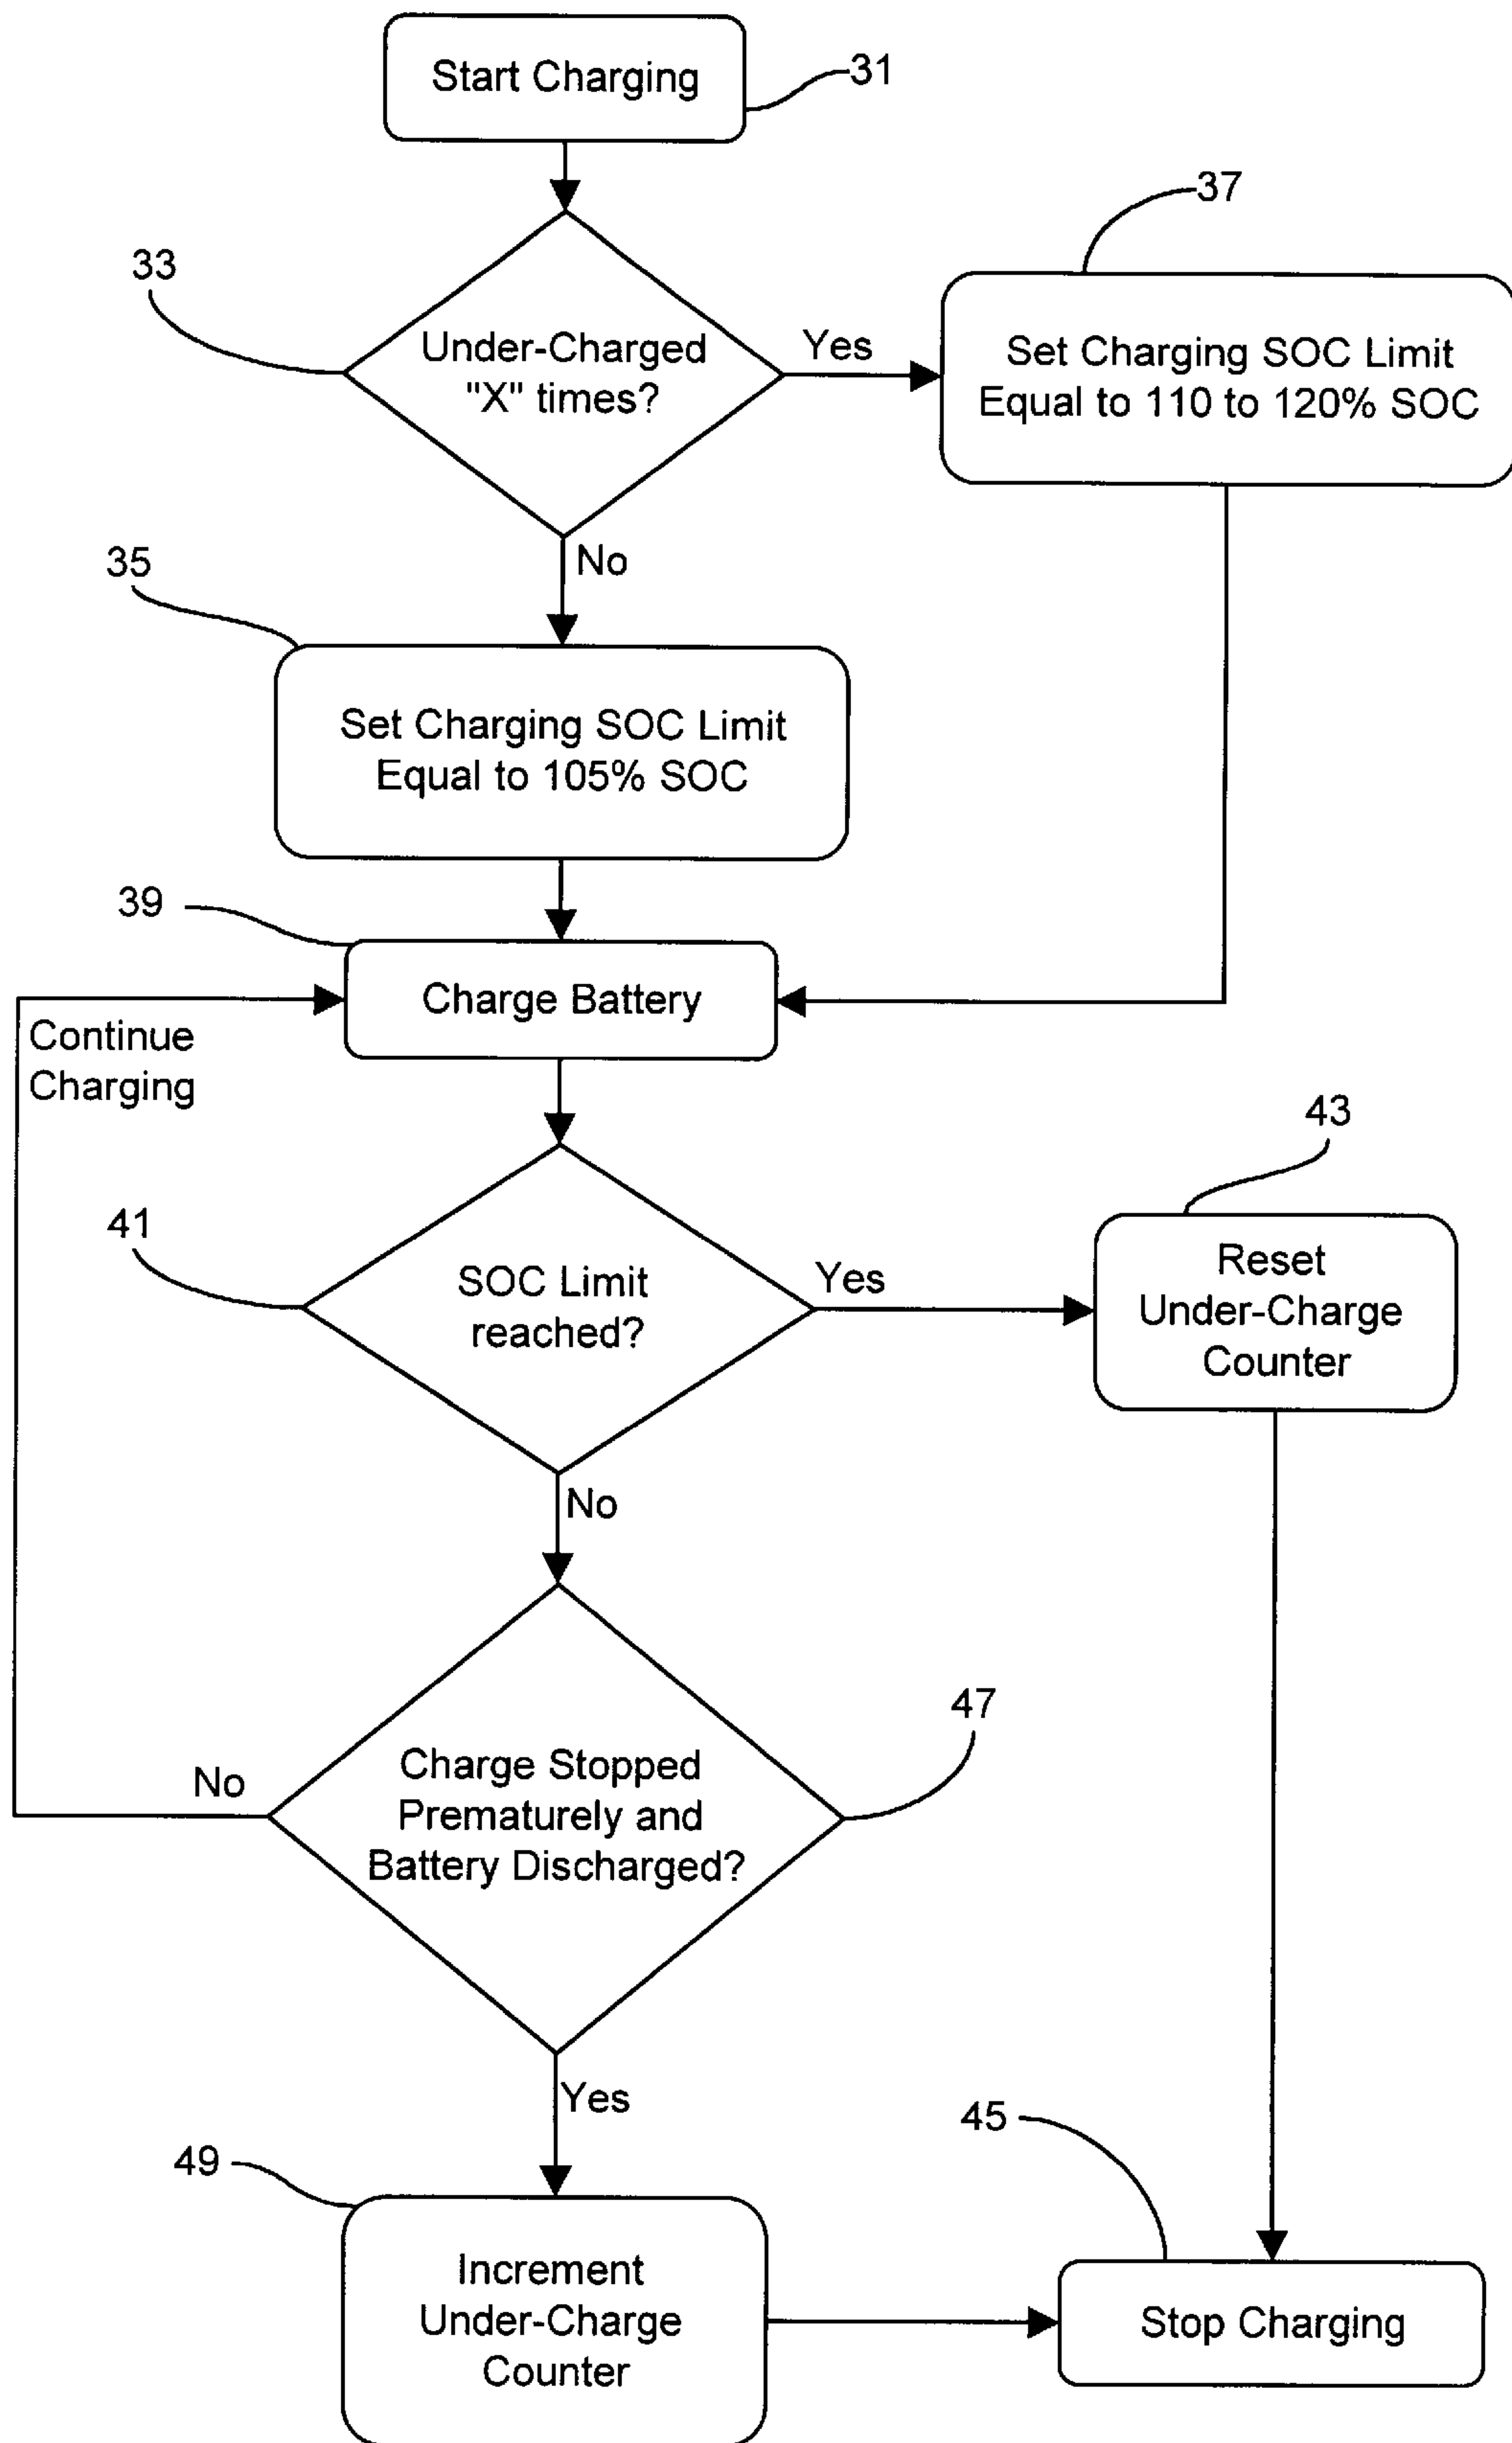 Start Charging
31
37
33
Under-Charged
"X" times?
Yes
Set Charging SOC Limit
Equal to 110 to 120% SOC
No
35
Set Charging SOC Limit
Equal to 105% SOC
39
Charge Battery
Continue
Charging
43
41
SOC Limit
reached?
Yes
Reset
Under-Charge
Counter
No
47
No
Charge Stopped
Prematurely and
Battery Discharged?
Yes
45
49
Increment
Under-Charge
Counter
Stop Charging